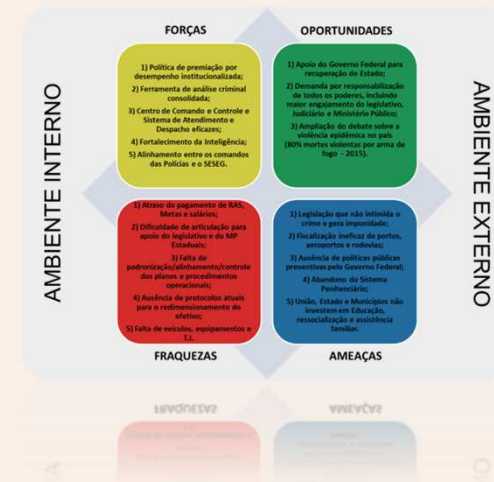 FORÇAS
OPORTUNIDADES
AMBIENTE INTERNO
1) Política de premiação por
desempenho institucionalizada;
2) Ferramenta de análise criminal
consolidada;
3) Centro de Comando e Controle e
Sistema de Atendimento e
Despacho eficazes;
4) Fortalecimento da Inteligência;
5) Alinhamento entre os comandos
das Polícias e o SESEG.
1) Apoio do Governo Federal para
recuperação do Estado;
2) Demanda por responsabilização
de todos os poderes, incluindo
maior engajamento do legislativo,
Judiciário e Ministério Público;
3) Ampliação do debate sobre a
violência epidêmica no país
(80% mortes violentas por arma de
fogo - 2015).
AMBIENTE EXTERNO
1) Atraso do pagamento de RAS,
Metas e salários;
2) Dificuldade de articulação para
apoio do legislativo e do MP
Estaduais;
3) Falta de
padronização/alinhamento/controle
dos planos e procedimentos
operacionais;
4) Ausência de protocolos atuais
para o redimensionamento do
efetivo;
5) Falta de veículos, equipamentos e
T.I.
1) Legislação que não intimida o
crime e gera impunidade;
2) Fiscalização ineficaz de portos,
aeroportos e rodovias;
3) Ausência de políticas públicas
preventivas pelo Governo Federal;
4) Abandono do Sistema
Penitenciário;
5) União, Estado e Municípios não
investem em Educação,
ressocialização e assistência
familiar.
FRAQUEZAS
AMEAÇAS